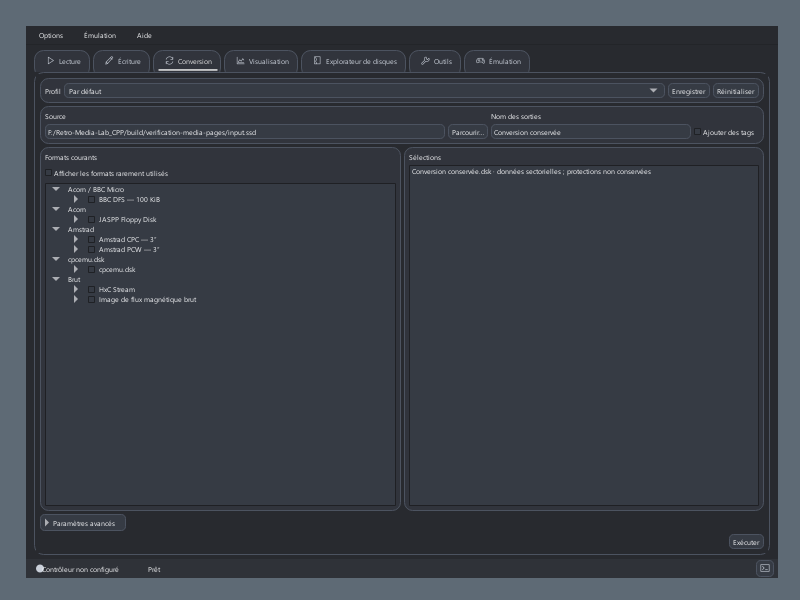 Options Émulation Aide
Lecture Écriture Conversion Visualisation Explorateur de disques Outils Émulation
Profil Par défaut Enregistrer Réinitialiser
Source Nom des sorties
F:/Retro-Media-Lab_CPP/build/verification-media-pages/input.ssd Parcourir... Conversion conservée Ajouter des tags
Formats courants
Afficher les formats rarement utilisés
Acorn / BBC Micro
BBC DFS — 100 KiB
Acorn
JASPP Floppy Disk
Amstrad
Amstrad CPC — 3"
Amstrad PCW — 3"
cpcemu.dsk
cpcemu.dsk
Brut
HxC Stream
Image de flux magnétique brut
Sélections
Conversion conservée.dsk · données sectorielles ; protections non conservées
Paramètres avancés
Exécuter
Contrôleur non configuré Prêt